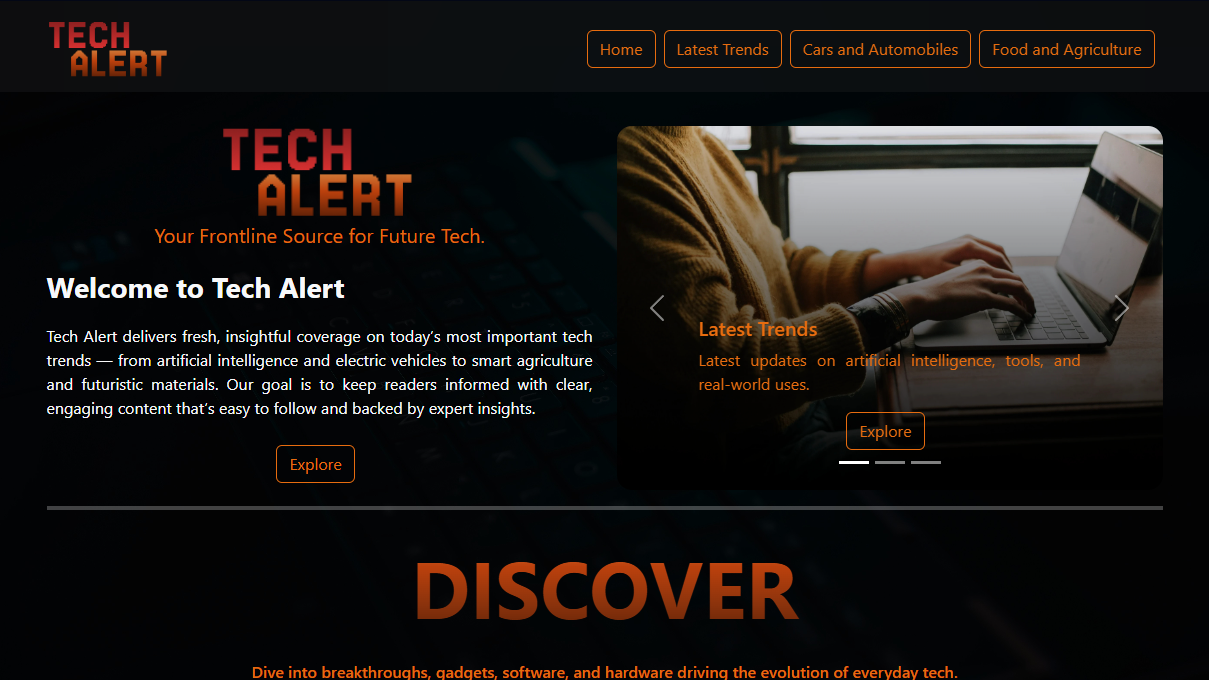 TECH
ALERT
Home
Latest Trends
Cars and Automobiles
Food and Agriculture
TECH
ALERT
Your Frontline Source for Future Tech.
Welcome to Tech Alert
Tech Alert delivers fresh, insightful coverage on today’s most important tech
trends — from artificial intelligence and electric vehicles to smart agriculture
and futuristic materials. Our goal is to keep readers informed with clear,
engaging content that’s easy to follow and backed by expert insights.
Explore
Latest Trends
Latest updates on artificial intelligence, tools, and
real-world uses.
Explore
DISCOVER
Dive into breakthroughs, gadgets, software, and hardware driving the evolution of everyday tech.